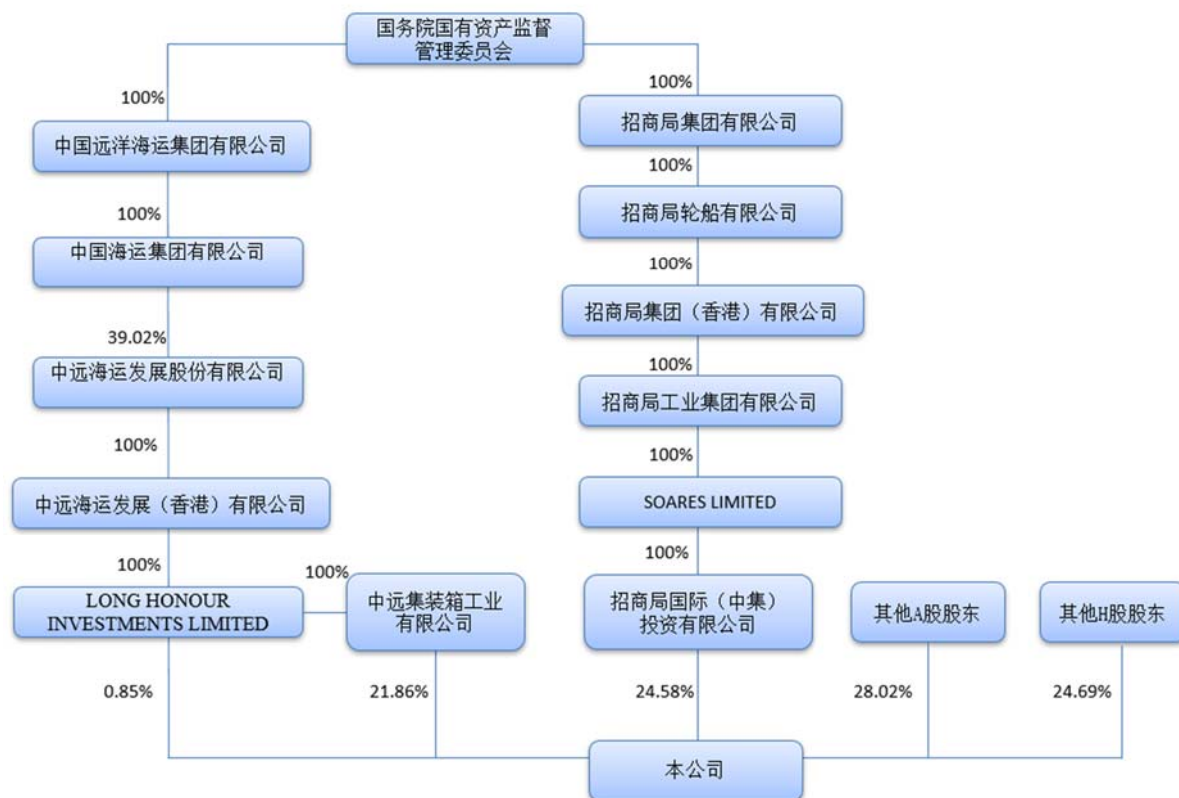 国务院国有资产监督
管理委员会
100%
100%
中国远洋海运集团有限公司
招商局集团有限公司
100%
100%
中国海运集团有限公司
招商局轮船有限公司
39.02%
100%
中远海运发展股份有限公司
招商局集团（香港）有限公司
100%
100%
招商局工业集团有限公司
100%
中远海运发展（香港）有限公司
SOARES LIMITED
100%
100%
100%
LONG HONOUR
INVESTMENTS LIMITED
中远集装箱工业
有限公司
招商局国际（中集）
投资有限公司
其他A股股东
其他H股股东
0.85%
21.86%
24.58%
28.02%
24.69%
本公司